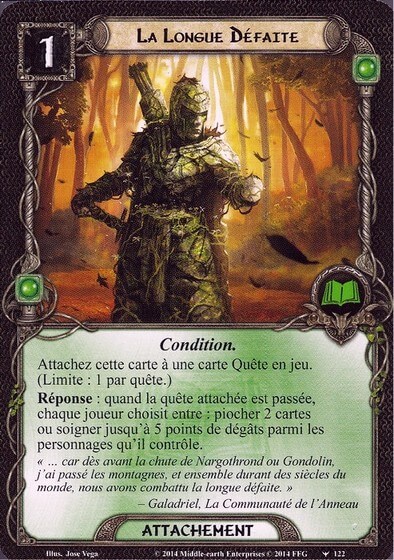 1
La Longue Défaite
Condition.
Attachez cette carte à une carte Quête en jeu.
(Limite : 1 par quête.)
Réponse : quand la quête attachée est passée,
chaque joueur choisit entre : piocher 2 cartes
ou soigner jusqu'à 5 points de dégâts parmi les
personnages qu'il contrôle.
« ... car dès avant la chute de Nargothrond ou Gondolin,
j'ai passé les montagnes, et ensemble durant des siècles du
monde, nous avons combattu la longue défaite. »
– Galadriel, La Communauté de l'Anneau
ATTACHEMENT
Illus. Jose Vega
© 2014 Middle-earth Enterprises © 2014 FFG
122